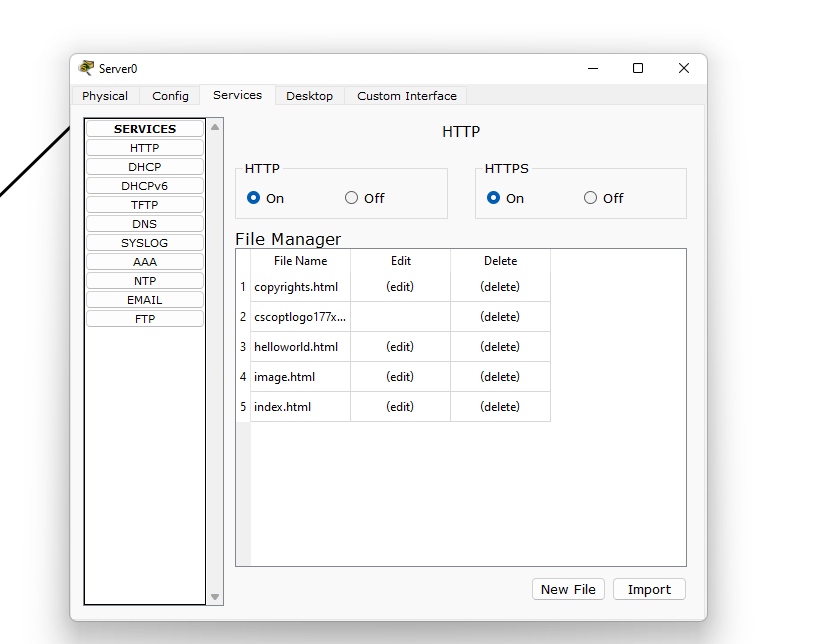 Server0
Physical Config Services Desktop Custom Interface
SERVICES
HTTP
DHCP
DHCPv6
TFTP
DNS
SYSLOG
AAA
NTP
EMAIL
FTP
HTTP
HTTP
On Off
HTTPS
On Off
File Manager
File Name Edit Delete
1 copyrights.html (edit) (delete)
2 cscoptlogo177x... (delete)
3 helloworld.html (edit) (delete)
4 image.html (edit) (delete)
5 index.html (edit) (delete)
New File Import